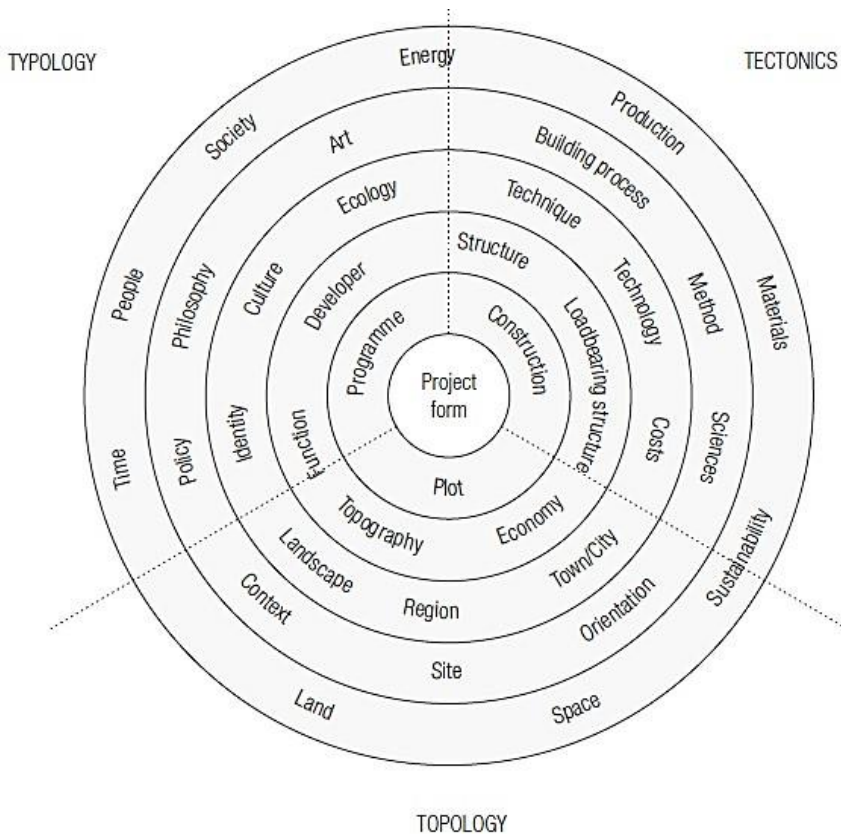 TYPOLOGY
TECTONICS
Energy
Production
Society
Art
Building process
Ecology
Technique
People
Philosophy
Culture
Developer
Structure
Technology
Method
Materials
Programme
Construction
Loadbearing structure
Project
form
Time
Policy
Identity
Function
Costs
Sciences
Plot
Topography
Economy
Sustainability
Landscape
Town/City
Context
Region
Orientation
Site
Land
Space
TOPOLOGY